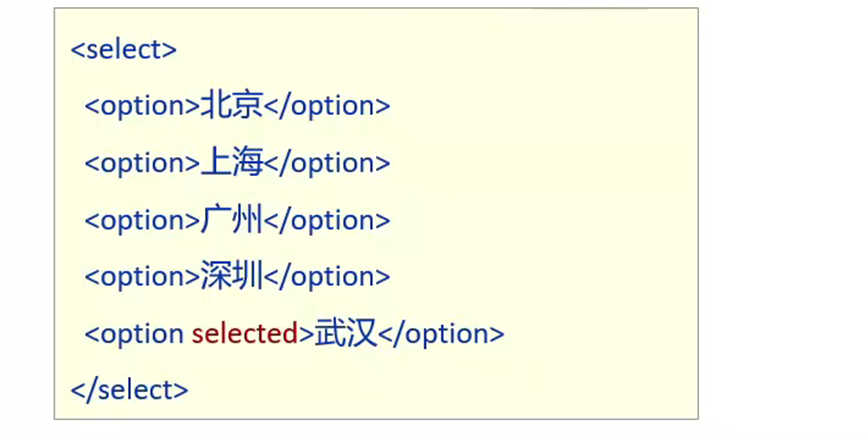 <select>
<option>北京</option>
<option>上海</option>
<option>广州</option>
<option>深圳</option>
<option selected>武汉</option>
</select>